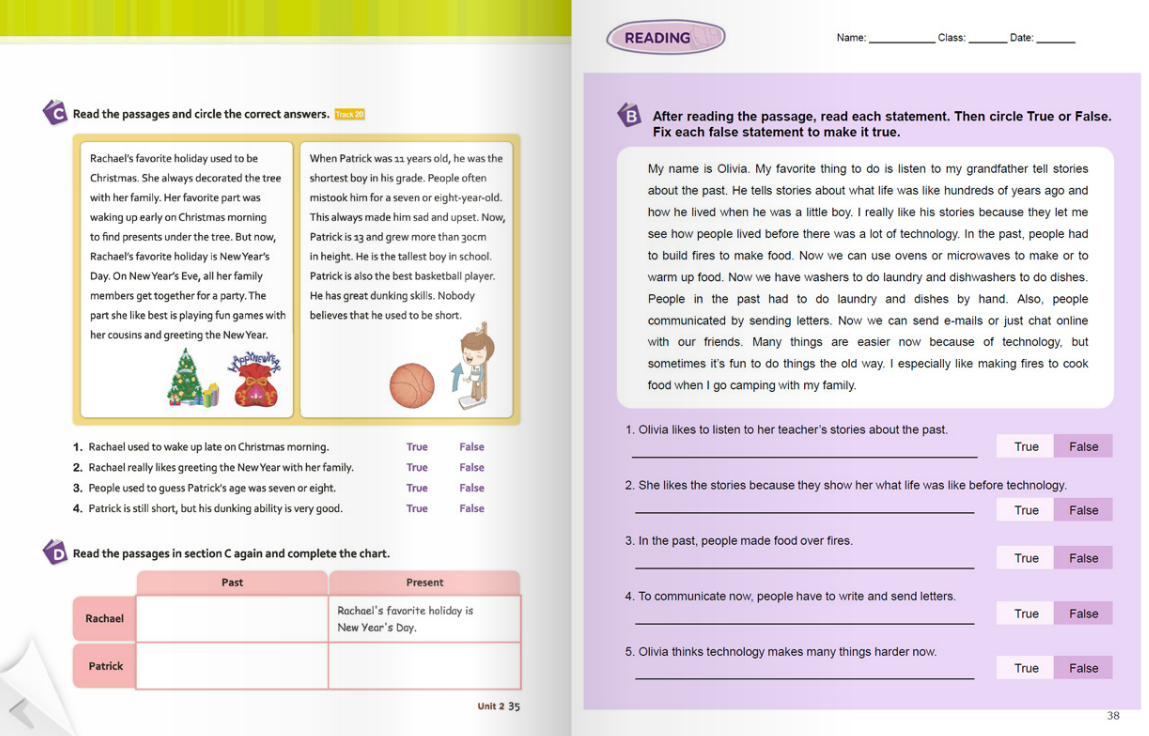 C Read the passages and circle the correct answers. Track 20
Rachael's favorite holiday used to be
Christmas. She always decorated the tree
with her family. Her favorite part was
waking up early on Christmas morning
to find presents under the tree. But now,
Rachael's favorite holiday is New Year's
Day. On New Year's Eve, all her family
members get together for a party. The
part she like best is playing fun games with
her cousins and greeting the New Year.
When Patrick was 11 years old, he was the
shortest boy in his grade. People often
mistook him for a seven or eight-year-old.
This always made him sad and upset. Now,
Patrick is 13 and grew more than 30cm
in height. He is the tallest boy in school.
Patrick is also the best basketball player.
He has great dunking skills. Nobody
believes that he used to be short.
1. Rachael used to wake up late on Christmas morning. True False
2. Rachael really likes greeting the New Year with her family. True False
3. People used to guess Patrick's age was seven or eight. True False
4. Patrick is still short, but his dunking ability is very good. True False
D Read the passages in section C again and complete the chart.
Past Present
Rachael Rachael's favorite holiday is
New Year's Day.
Patrick
Unit 2 35
READING Name: Class: Date:
B After reading the passage, read each statement. Then circle True or False.
Fix each false statement to make it true.
My name is Olivia. My favorite thing to do is listen to my grandfather tell stories
about the past. He tells stories about what life was like hundreds of years ago and
how he lived when he was a little boy. I really like his stories because they let me
see how people lived before there was a lot of technology. In the past, people had
to build fires to make food. Now we can use ovens or microwaves to make or to
warm up food. Now we have washers to do laundry and dishwashers to do dishes.
People in the past had to do laundry and dishes by hand. Also, people
communicated by sending letters. Now we can send e-mails or just chat online
with our friends. Many things are easier now because of technology, but
sometimes it's fun to do things the old way. I especially like making fires to cook
food when I go camping with my family.
1. Olivia likes to listen to her teacher's stories about the past.
True False
2. She likes the stories because they show her what life was like before technology.
True False
3. In the past, people made food over fires.
True False
4. To communicate now, people have to write and send letters.
True False
5. Olivia thinks technology makes many things harder now.
True False
38